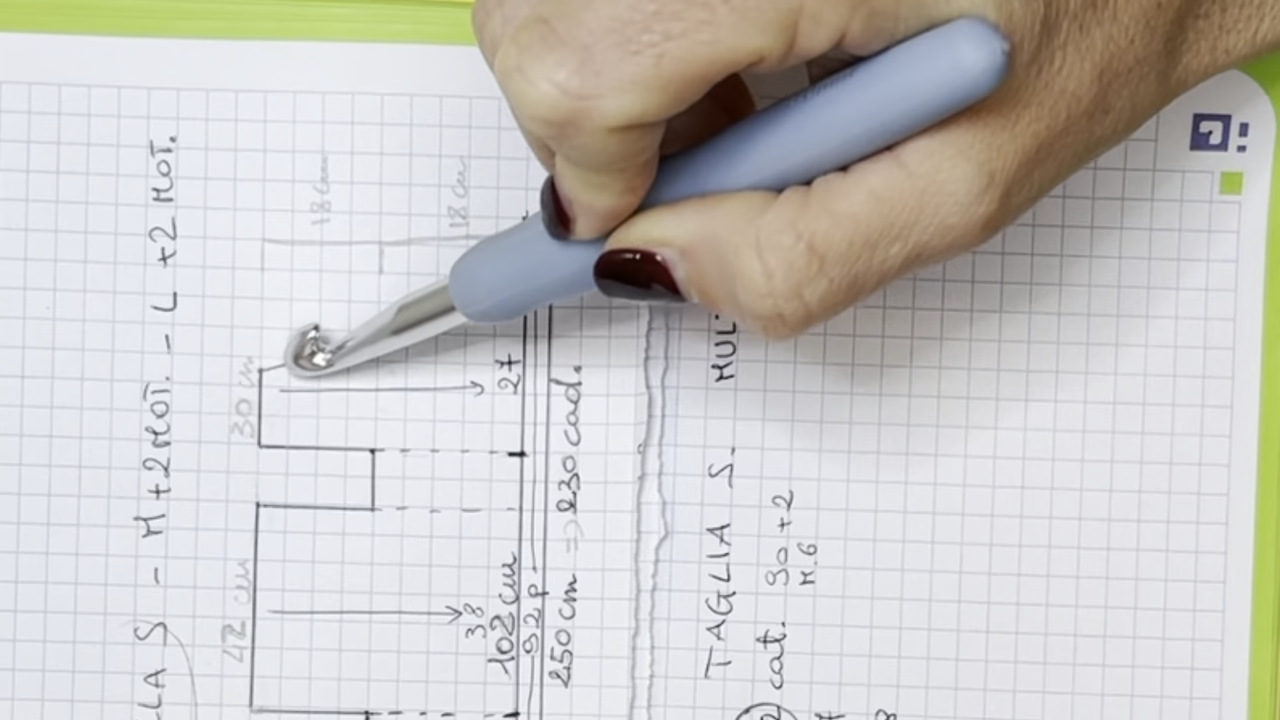 S - M +2 MOT. - L +2 MOT.
42 cm
30 cm
18 cm
18 cm
38
27
102 cm
92 p
250 cm => 230 cad.
TAGLIA S.
cat. 30 + 2
M.6